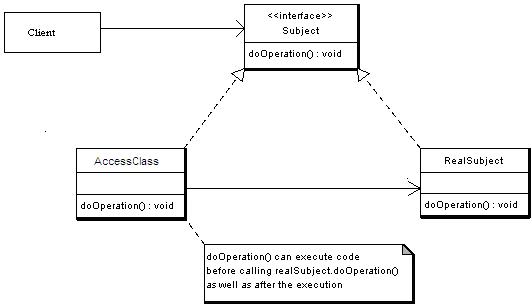 Client
<<interface>>
Subject
doOperation() : void
AccessClass
doOperation() : void
RealSubject
doOperation() : void
doOperation() can execute code
before calling realSubject.doOperation()
as well as after the execution